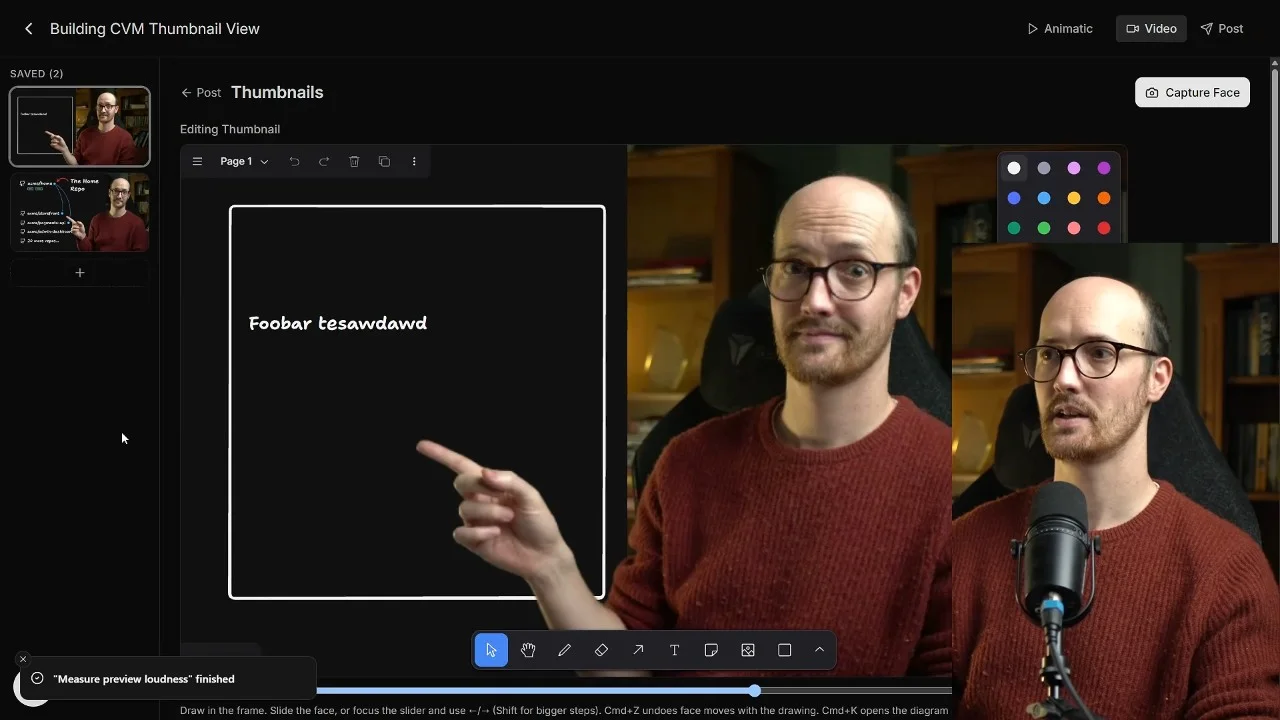 Building CVM Thumbnail View
Animatic
Video
Post
SAVED (2)
Post
Thumbnails
Capture Face
Editing Thumbnail
Page 1
The Home
Repo
Foobar tesawdawd
"Measure preview loudness" finished
Draw in the frame. Slide the face, or focus the slider and use ←/→ (Shift for bigger steps). Cmd+Z undoes face moves with the drawing. Cmd+K opens the diagram